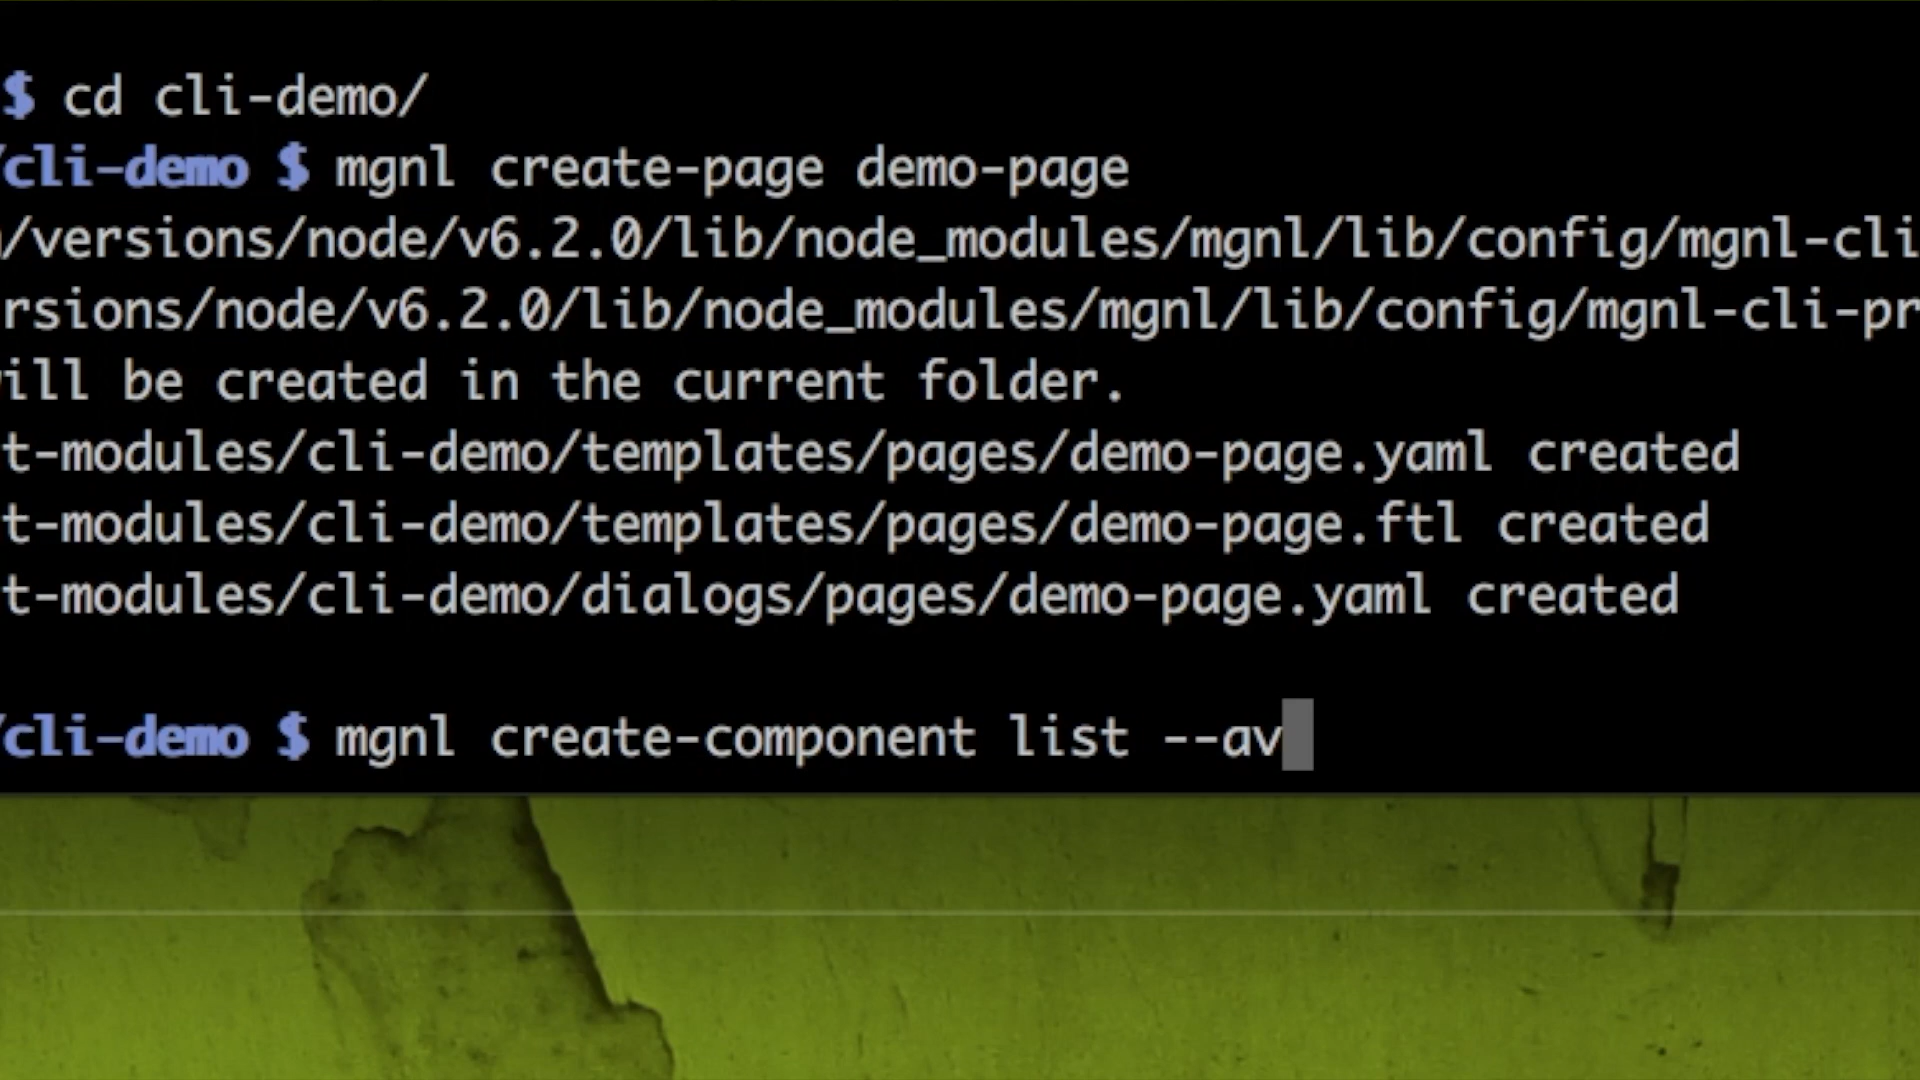 $ cd cli-demo/
/cli-demo $ mgnl create-page demo-page
/versions/node/v6.2.0/lib/node_modules/mgnl/lib/config/mgnl-cli
rsions/node/v6.2.0/lib/node_modules/mgnl/lib/config/mgnl-cli-pr
ill be created in the current folder.
t-modules/cli-demo/templates/pages/demo-page.yaml created
t-modules/cli-demo/templates/pages/demo-page.ftl created
t-modules/cli-demo/dialogs/pages/demo-page.yaml created
/cli-demo $ mgnl create-component list --av